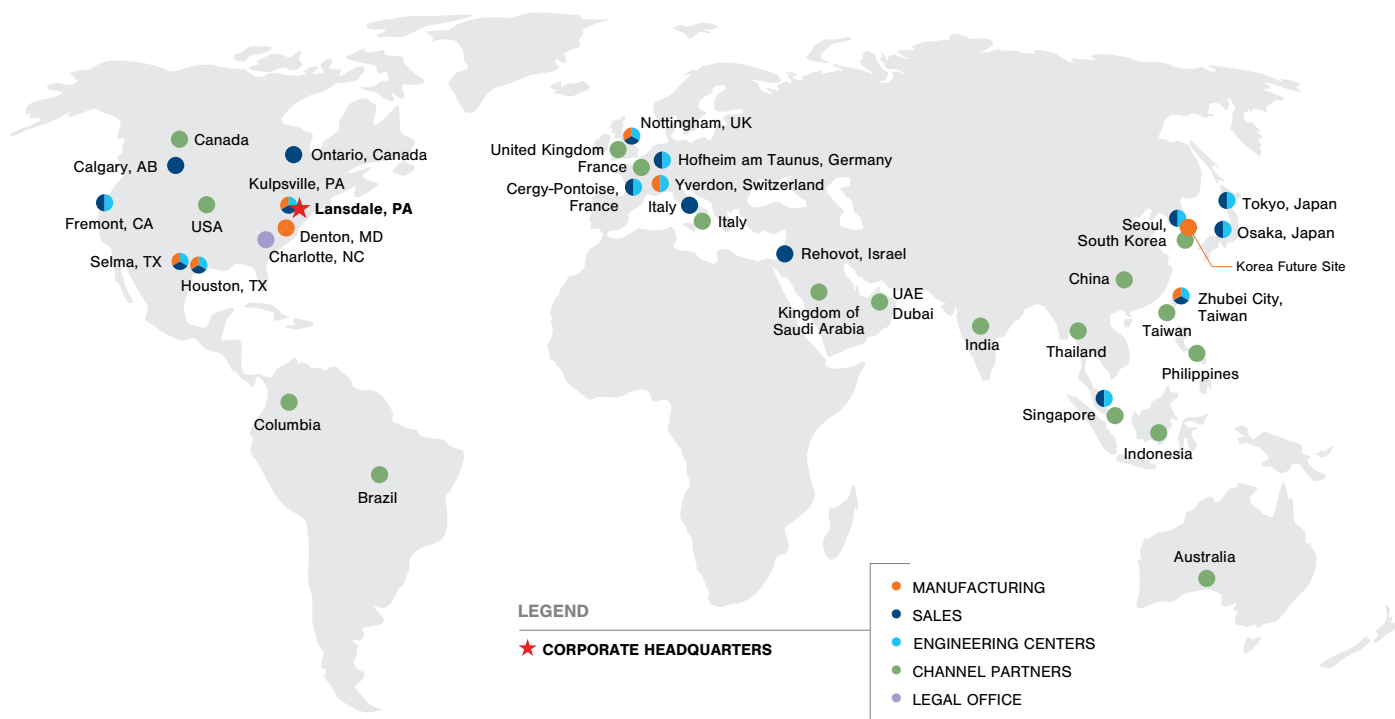 Canada
Calgary, AB
Ontario, Canada
Kulpsville, PA
Lansdale, PA
Fremont, CA
USA
Denton, MD
Charlotte, NC
Selma, TX
Houston, TX
Columbia
Brazil
Nottingham, UK
United Kingdom
France
Hofheim am Taunus, Germany
Cergy-Pontoise,
France
Yverdon, Switzerland
Italy
Italy
Rehovot, Israel
Kingdom of
Saudi Arabia
UAE
Dubai
India
China
Thailand
Seoul,
South Korea
Tokyo, Japan
Osaka, Japan
Korea Future Site
Zhubei City,
Taiwan
Taiwan
Philippines
Singapore
Indonesia
Australia
LEGEND
CORPORATE HEADQUARTERS
MANUFACTURING
SALES
ENGINEERING CENTERS
CHANNEL PARTNERS
LEGAL OFFICE